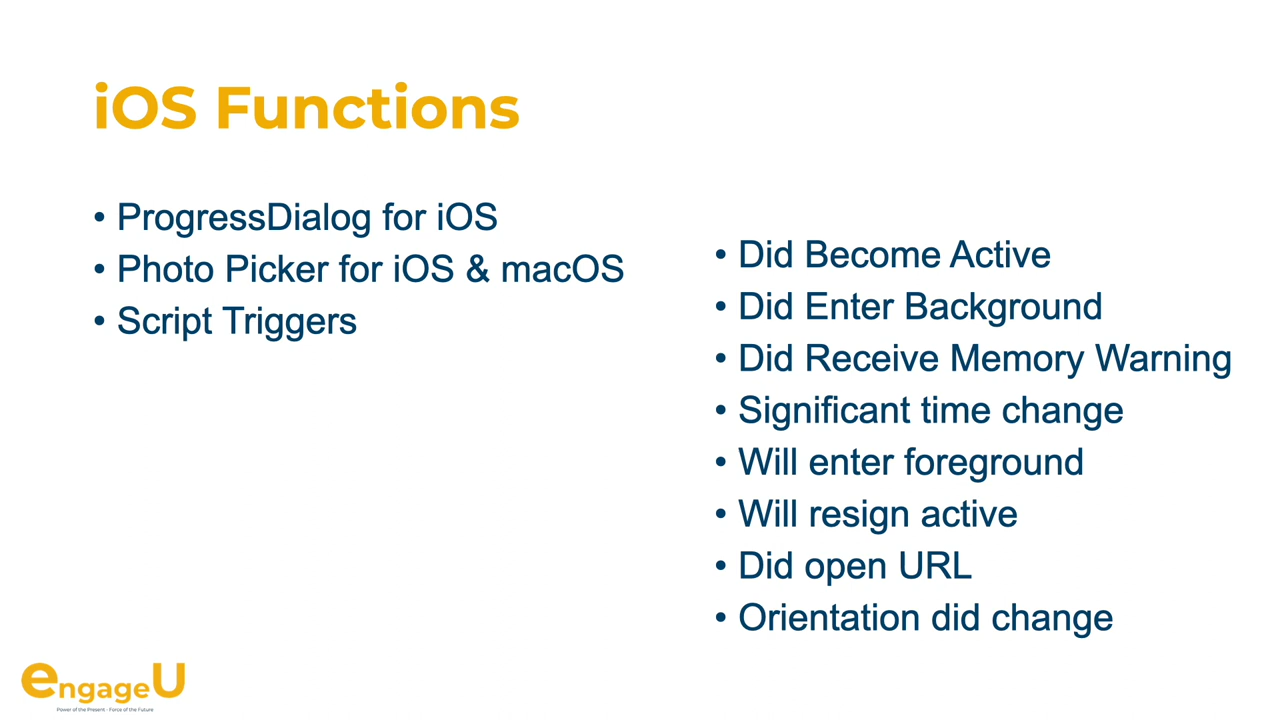 iOS Functions
• ProgressDialog for iOS
• Photo Picker for iOS & macOS
• Script Triggers
• Did Become Active
• Did Enter Background
• Did Receive Memory Warning
• Significant time change
• Will enter foreground
• Will resign active
• Did open URL
• Orientation did change
engageU
Power of the Present - Force of the Future